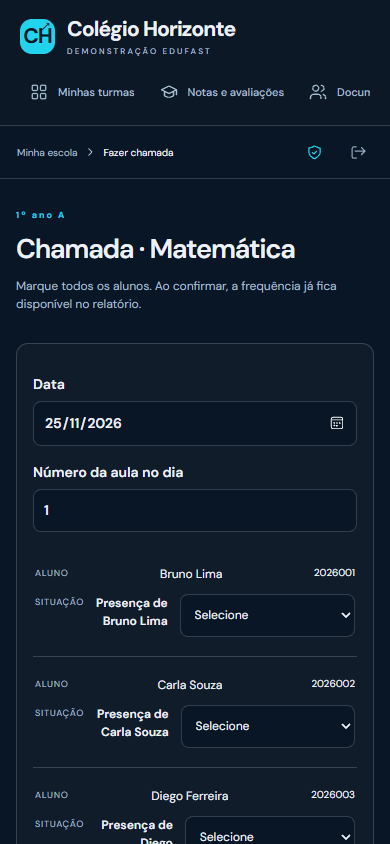 CH
Colégio Horizonte
DEMONSTRAÇÃO EDUFAST
Minhas turmas
Notas e avaliações
Docum
Minha escola
Fazer chamada
1º ano A
Chamada · Matemática
Marque todos os alunos. Ao confirmar, a frequência já fica
disponível no relatório.
Data
25/11/2026
Número da aula no dia
1
ALUNO
Bruno Lima
2026001
SITUAÇÃO
Presença de
Bruno Lima
Selecione
ALUNO
Carla Souza
2026002
SITUAÇÃO
Presença de
Carla Souza
Selecione
ALUNO
Diego Ferreira
2026003
SITUAÇÃO
Presença de
Diego
Selecione